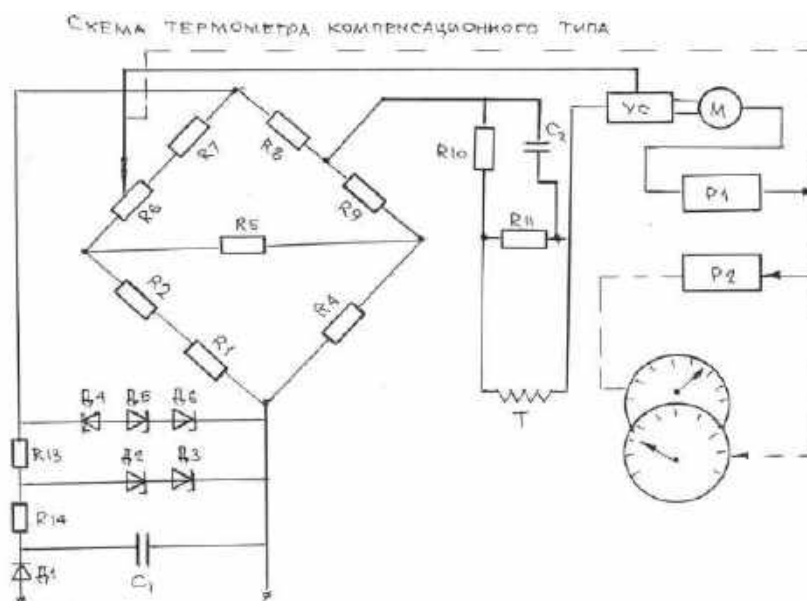 СХЕМА ТЕРМОМЕТРА КОМПЕНСАЦИОННОГО ТИПА
УС
М
R7
R8
R10
C2
R6
R9
R11
P1
R5
P2
R2
R4
R1
Д4 Д5 Д6
T
R13
Д2 Д3
R14
Д1
C1